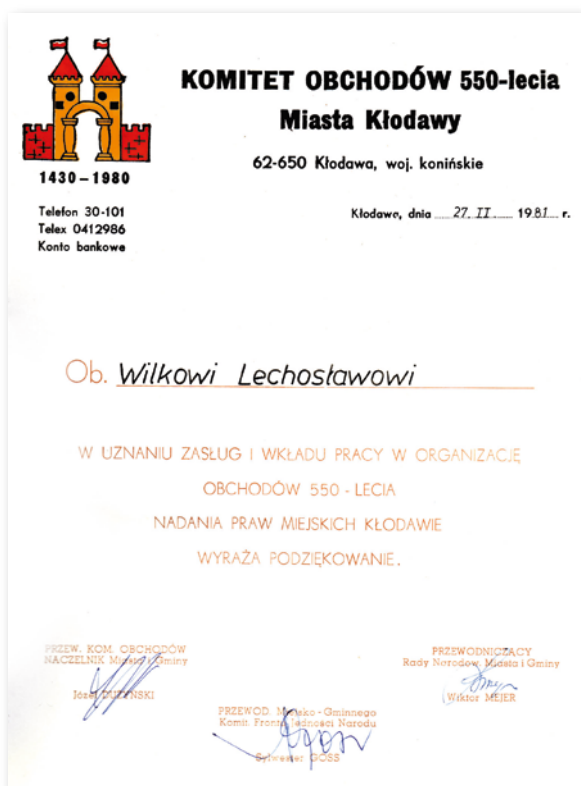 KOMITET OBCHODÓW 550-lecia
Miasta Kłodawy
62-650 Kłodawa, woj. konińskie
1430 – 1980
Telefon 30-101
Telex 0412986
Konto bankowe
Kłodawa, dnia 27. II 1981 r.
Ob. Wilkowi Lechosławowi
W UZNANIU ZASŁUG I WKŁADU PRACY W ORGANIZACJĘ
OBCHODÓW 550 - LECIA
NADANIA PRAW MIEJSKICH KŁODAWIE
WYRAŻA PODZIĘKOWANIE.
PRZEW. KOM. OBCHODÓW
NACZELNIK Miasta i Gminy
Józef
PRZEWODNICZĄCY
Rady Narodow. Miasta i Gminy
Wiktor MEJER
PRZEWOD. Miejsko-Gminnego
Komit. Frontu Jedności Narodu
Sylwester GOSS